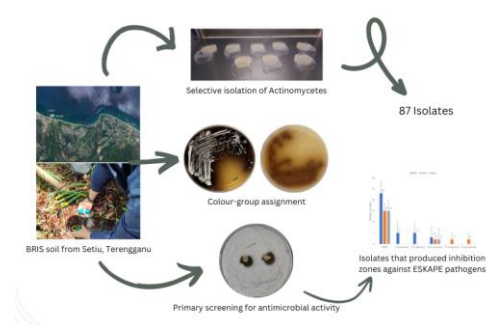 Selective isolation of Actinomycetes
87 Isolates
Colour-group assignment
BRIS soil from Setiu, Terengganu
Isolates that produced inhibition
zones against ESKAPE pathogens
Primary screening for antimicrobial activity